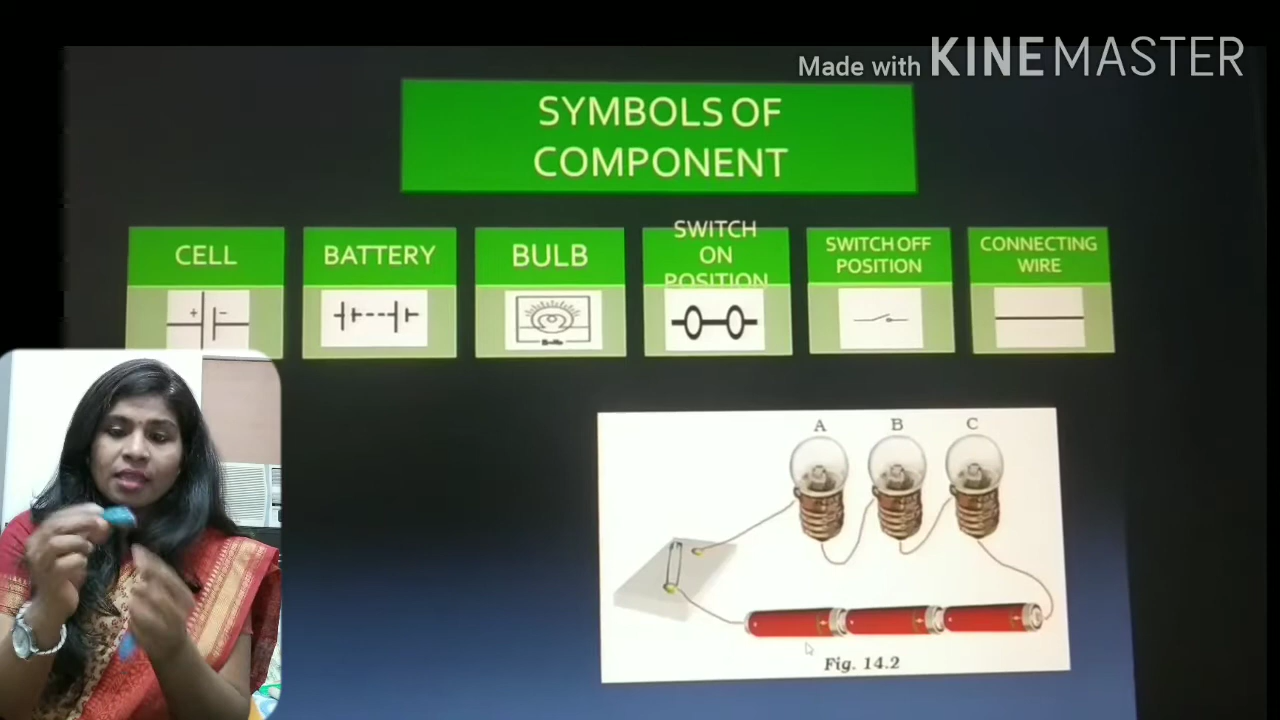 Made with KINEMASTER
SYMBOLS OF
COMPONENT
CELL
BATTERY
BULB
SWITCH
ON
POSITION
SWITCH OFF
POSITION
CONNECTING
WIRE
+ −
A B C
Fig. 14.2